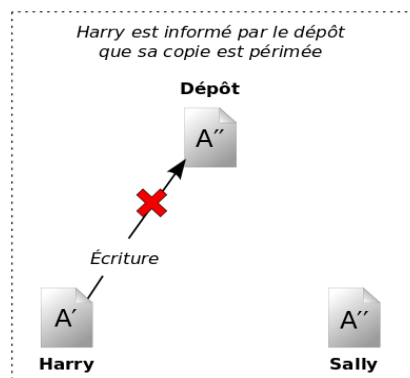 Harry est informé par le dépôt
que sa copie est périmée
Dépôt
A′′
Écriture
A′
A′′
Harry
Sally